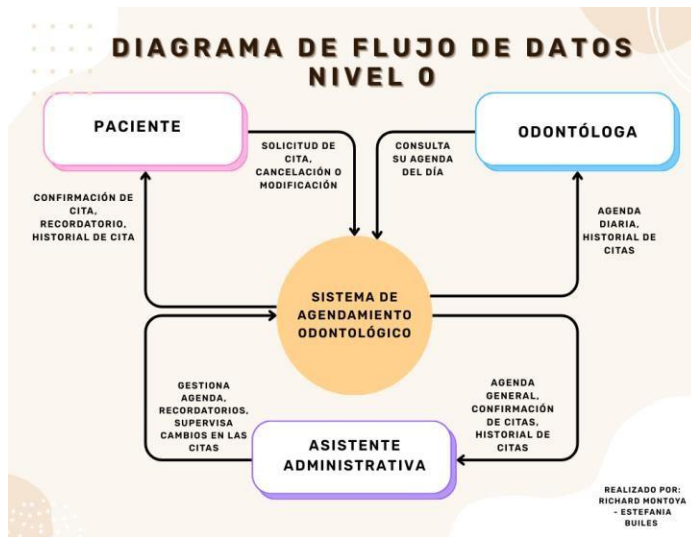 DIAGRAMA DE FLUJO DE DATOS
NIVEL 0
PACIENTE
ODONTÓLOGA
SOLICITUD DE
CITA,
CANCELACIÓN O
MODIFICACIÓN
CONSULTA
SU AGENDA
DEL DÍA
CONFIRMACIÓN DE
CITA,
RECORDATORIO,
HISTORIAL DE CITA
AGENDA
DIARIA,
HISTORIAL DE
CITAS
SISTEMA DE
AGENDAMIENTO
ODONTOLÓGICO
GESTIONA
AGENDA,
RECORDATORIOS,
SUPERVISA
CAMBIOS EN LAS
CITAS
AGENDA
GENERAL,
CONFIRMACIÓN
DE CITAS,
HISTORIAL DE
CITAS
ASISTENTE
ADMINISTRATIVA
REALIZADO POR:
RICHARD MONTOYA
- ESTEFANIA
BUILES